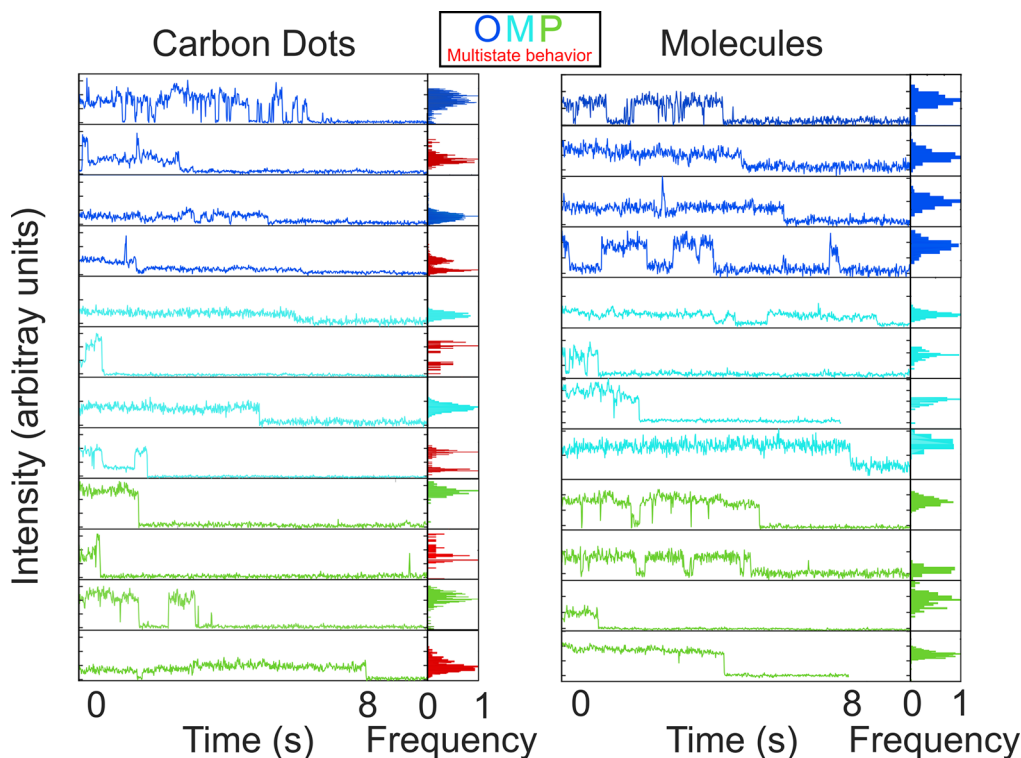 Carbon Dots
OMP
Multistate behavior
Molecules
Intensity (arbitray units)
0 8 0 1
Time (s) Frequency
0 8 0 1
Time (s) Frequency